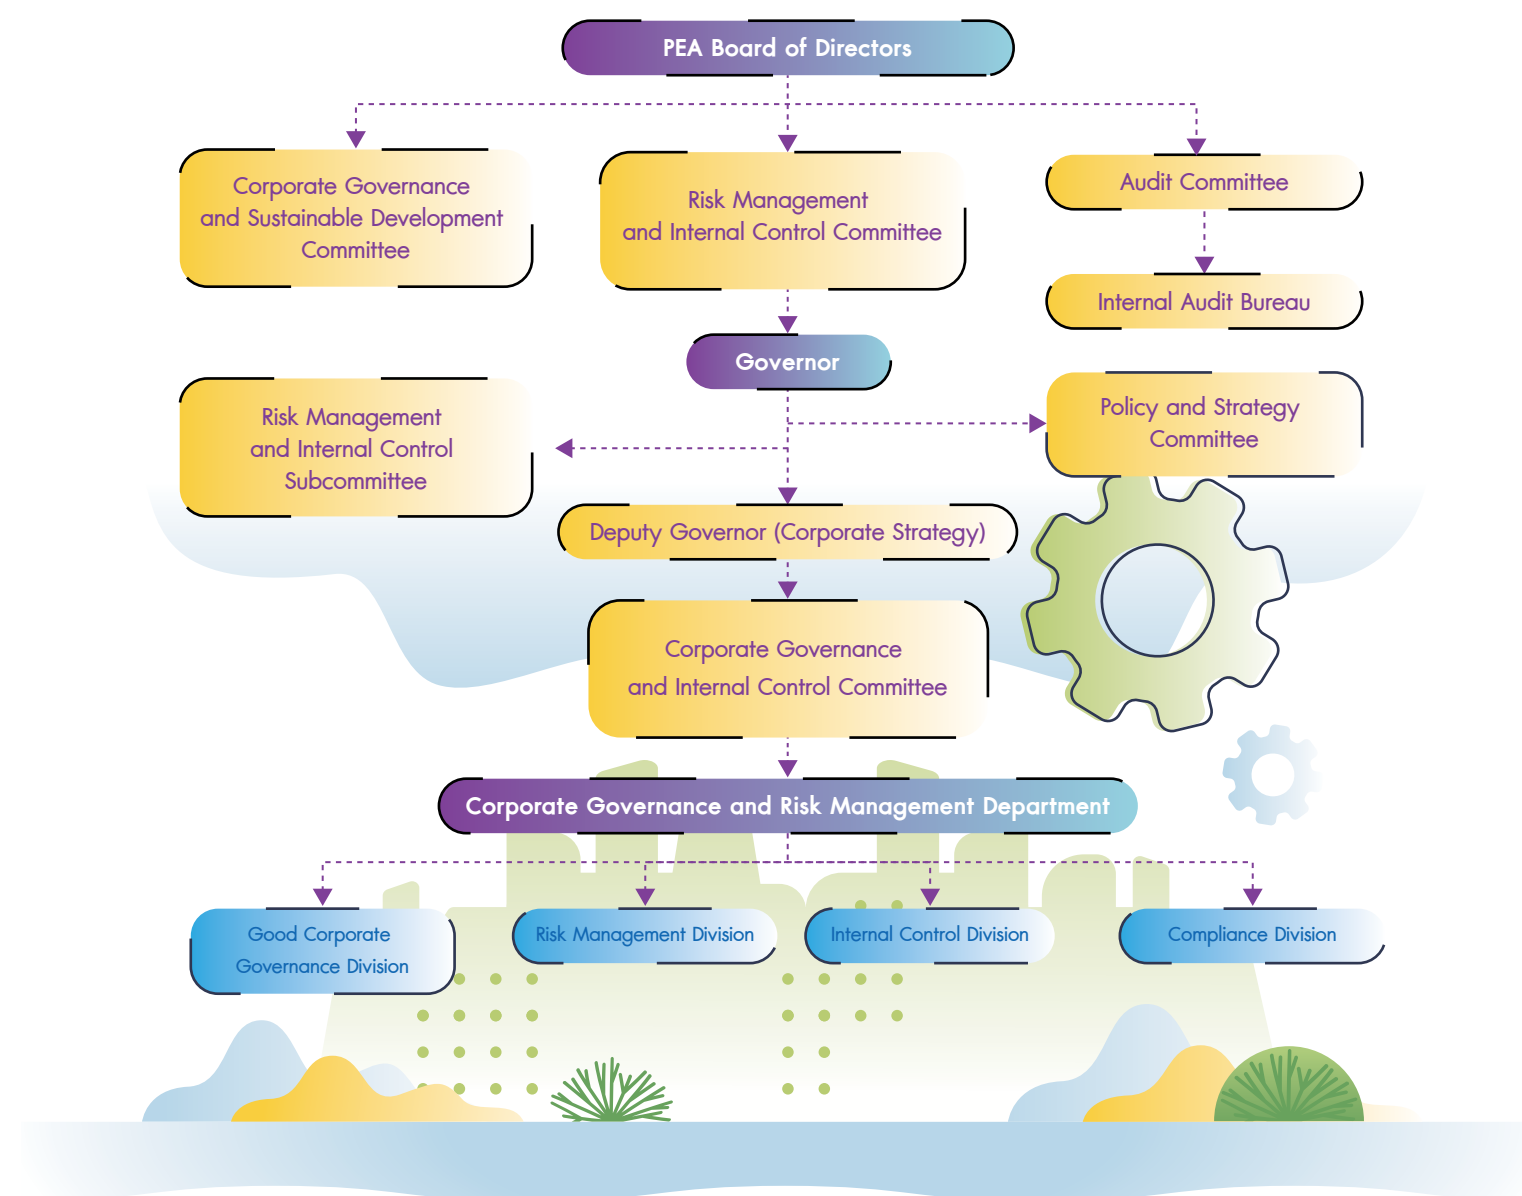 PEA Board of Directors
Corporate Governance
and Sustainable Development
Committee
Risk Management
and Internal Control Committee
Audit Committee
Internal Audit Bureau
Governor
Risk Management
and Internal Control
Subcommittee
Policy and Strategy
Committee
Deputy Governor (Corporate Strategy)
Corporate Governance
and Internal Control Committee
Corporate Governance and Risk Management Department
Good Corporate
Governance Division
Risk Management Division
Internal Control Division
Compliance Division